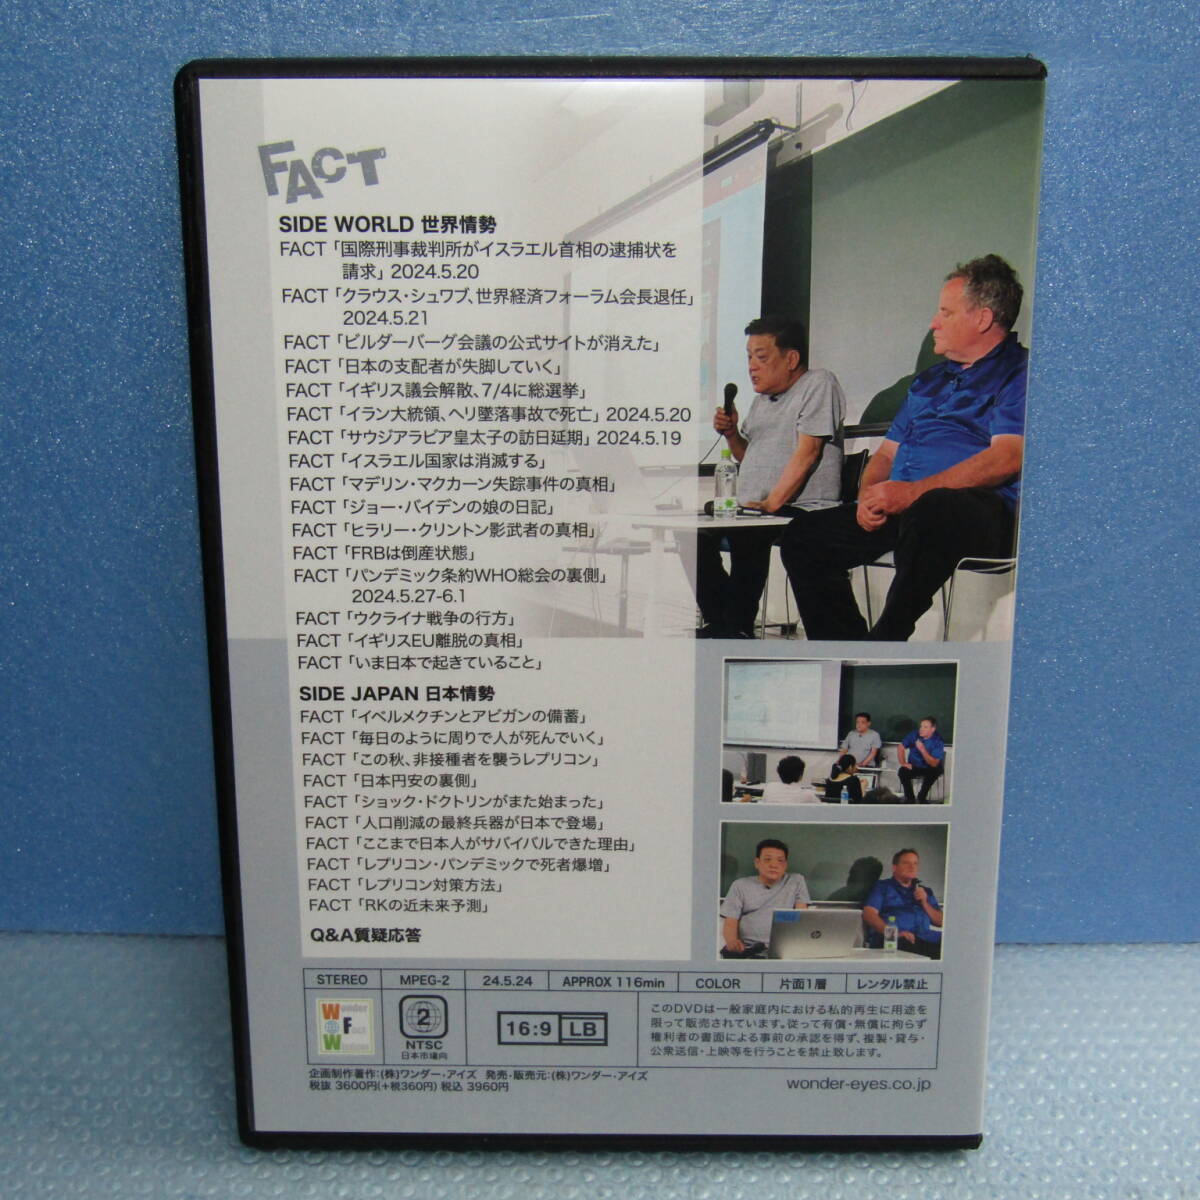 FACT
SIDE WORLD 世界情勢
FACT「国際刑事裁判所がイスラエル首相の逮捕状を
請求」 2024.5.20
FACT「クラウス・シュワブ、世界経済フォーラム会長退任」
2024.5.21
FACT「ビルダーバーグ会議の公式サイトが消えた」
FACT「日本の支配者が失脚していく」
FACT「イギリス議会解散、7/4に総選挙」
FACT「イラン大統領、ヘリ墜落事故で死亡」 2024.5.20
FACT「サウジアラビア皇太子の訪日延期」 2024.5.19
FACT「イスラエル国家は消滅する」
FACT「マデリン・マクカーン失踪事件の真相」
FACT「ジョー・バイデンの娘の日記」
FACT「ヒラリー・クリントン影武者の真相」
FACT「FRBは倒産状態」
FACT「パンデミック条約WHO総会の裏側」
2024.5.27-6.1
FACT「ウクライナ戦争の行方」
FACT「イギリスEU離脱の真相」
FACT「いま日本で起きていること」
SIDE JAPAN 日本情勢
FACT「イベルメクチンとアビガンの備蓄」
FACT「毎日のように周りで人が死んでいく」
FACT「この秋、非接種者を襲うレプリコン」
FACT「日本円安の裏側」
FACT「ショック・ドクトリンがまた始まった」
FACT「人口削減の最終兵器が日本で登場」
FACT「ここまで日本人がサバイバルできた理由」
FACT「レプリコン・パンデミックで死者爆増」
FACT「レプリコン対策方法」
FACT「RKの近未来予測」
Q&A質疑応答
STEREO MPEG-2 24.5.24 APPROX 116min COLOR 片面1層 レンタル禁止
Wonder
Fact
Wisdom
2
NTSC
日本市場向
16:9 LB
このDVDは一般家庭内における私的再生に用途を
限って販売されています。従って有償・無償に拘らず
権利者の書面による事前の承認を得ず、複製・貸与・
公衆送信・上映等を行うことを禁止致します。
企画制作著作:(株)ワンダー・アイズ 発売・販売元:(株)ワンダー・アイズ
税抜 3600円(+税360円) 税込 3960円
wonder-eyes.co.jp